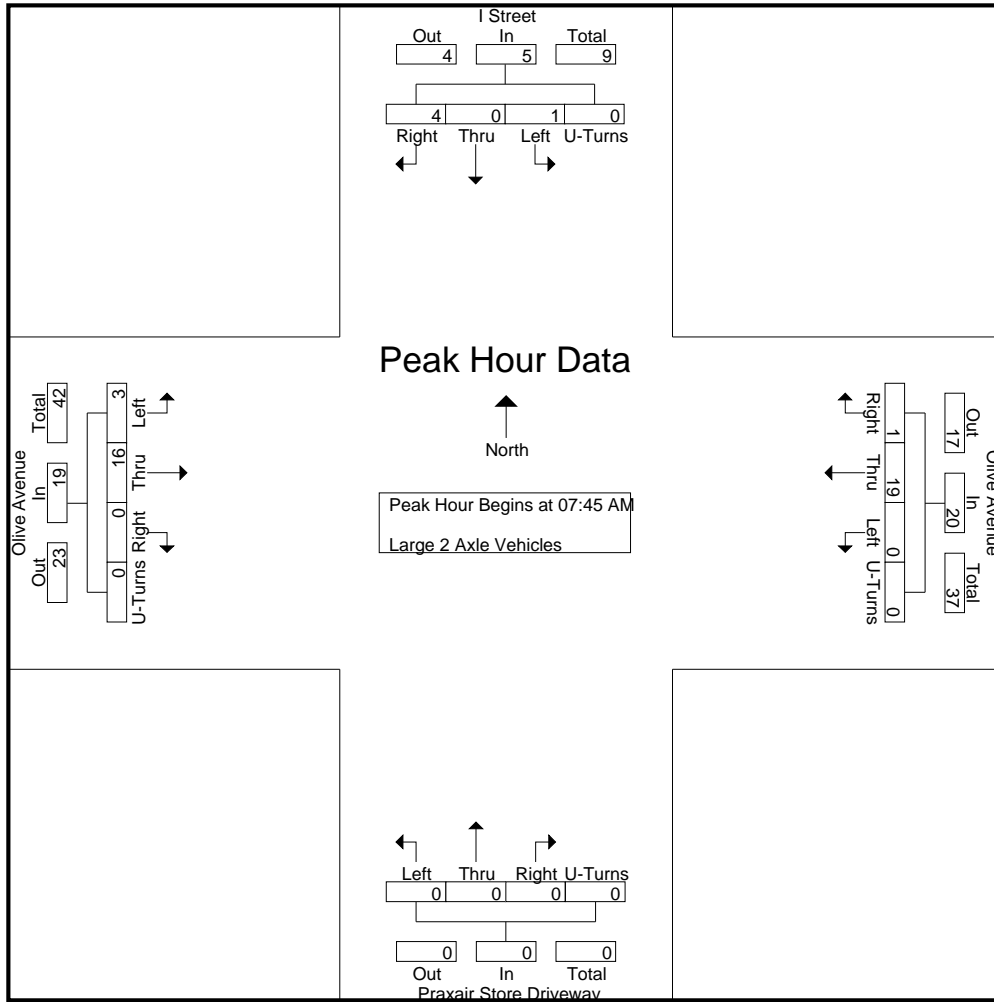 I Street
Out In Total
4 5 9
4 0 1 0
Right Thru Left U-Turns
Peak Hour Data
North
Peak Hour Begins at 07:45 AM
Large 2 Axle Vehicles
Olive Avenue
Total In Out
42 19 23
3 16 0 0
Left Thru Right U-Turns
Olive Avenue
Out In Total
17 20 37
1 19 0 0
Right Thru Left U-Turns
Left Thru Right U-Turns
0 0 0 0
0 0 0
Out In Total
Praxair Store Driveway